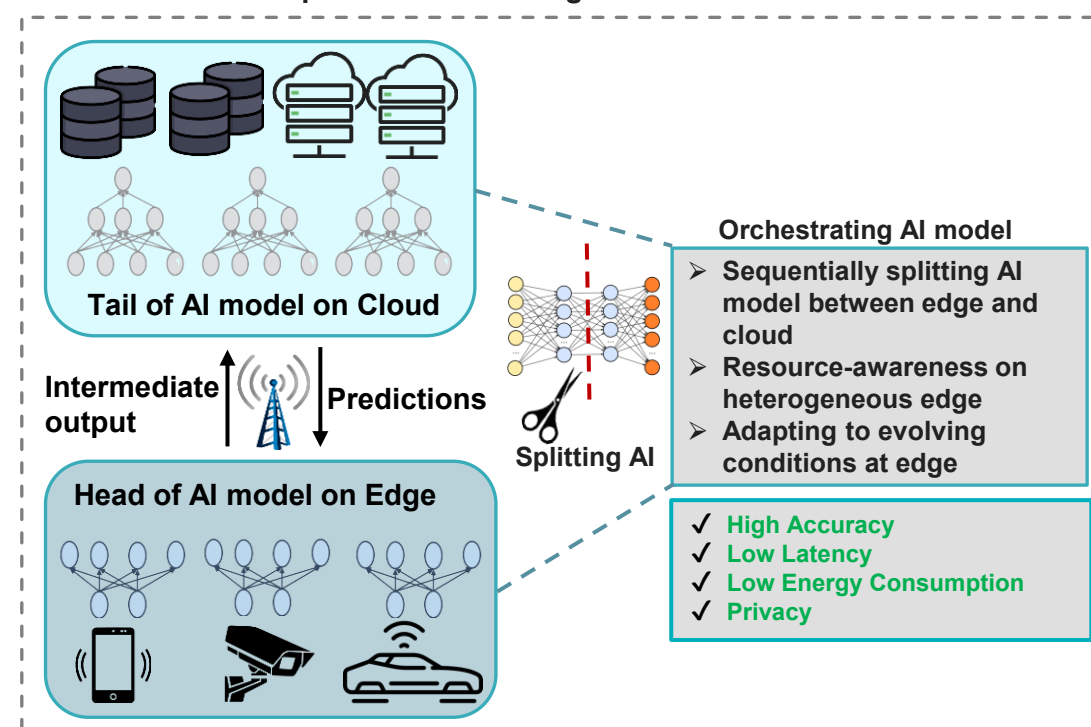 Tail of AI model on Cloud
Intermediate
output
Predictions
Head of AI model on Edge
Splitting AI
Orchestrating AI model
➢ Sequentially splitting AI
model between edge and
cloud
➢ Resource-awareness on
heterogeneous edge
➢ Adapting to evolving
conditions at edge
✓ High Accuracy
✓ Low Latency
✓ Low Energy Consumption
✓ Privacy